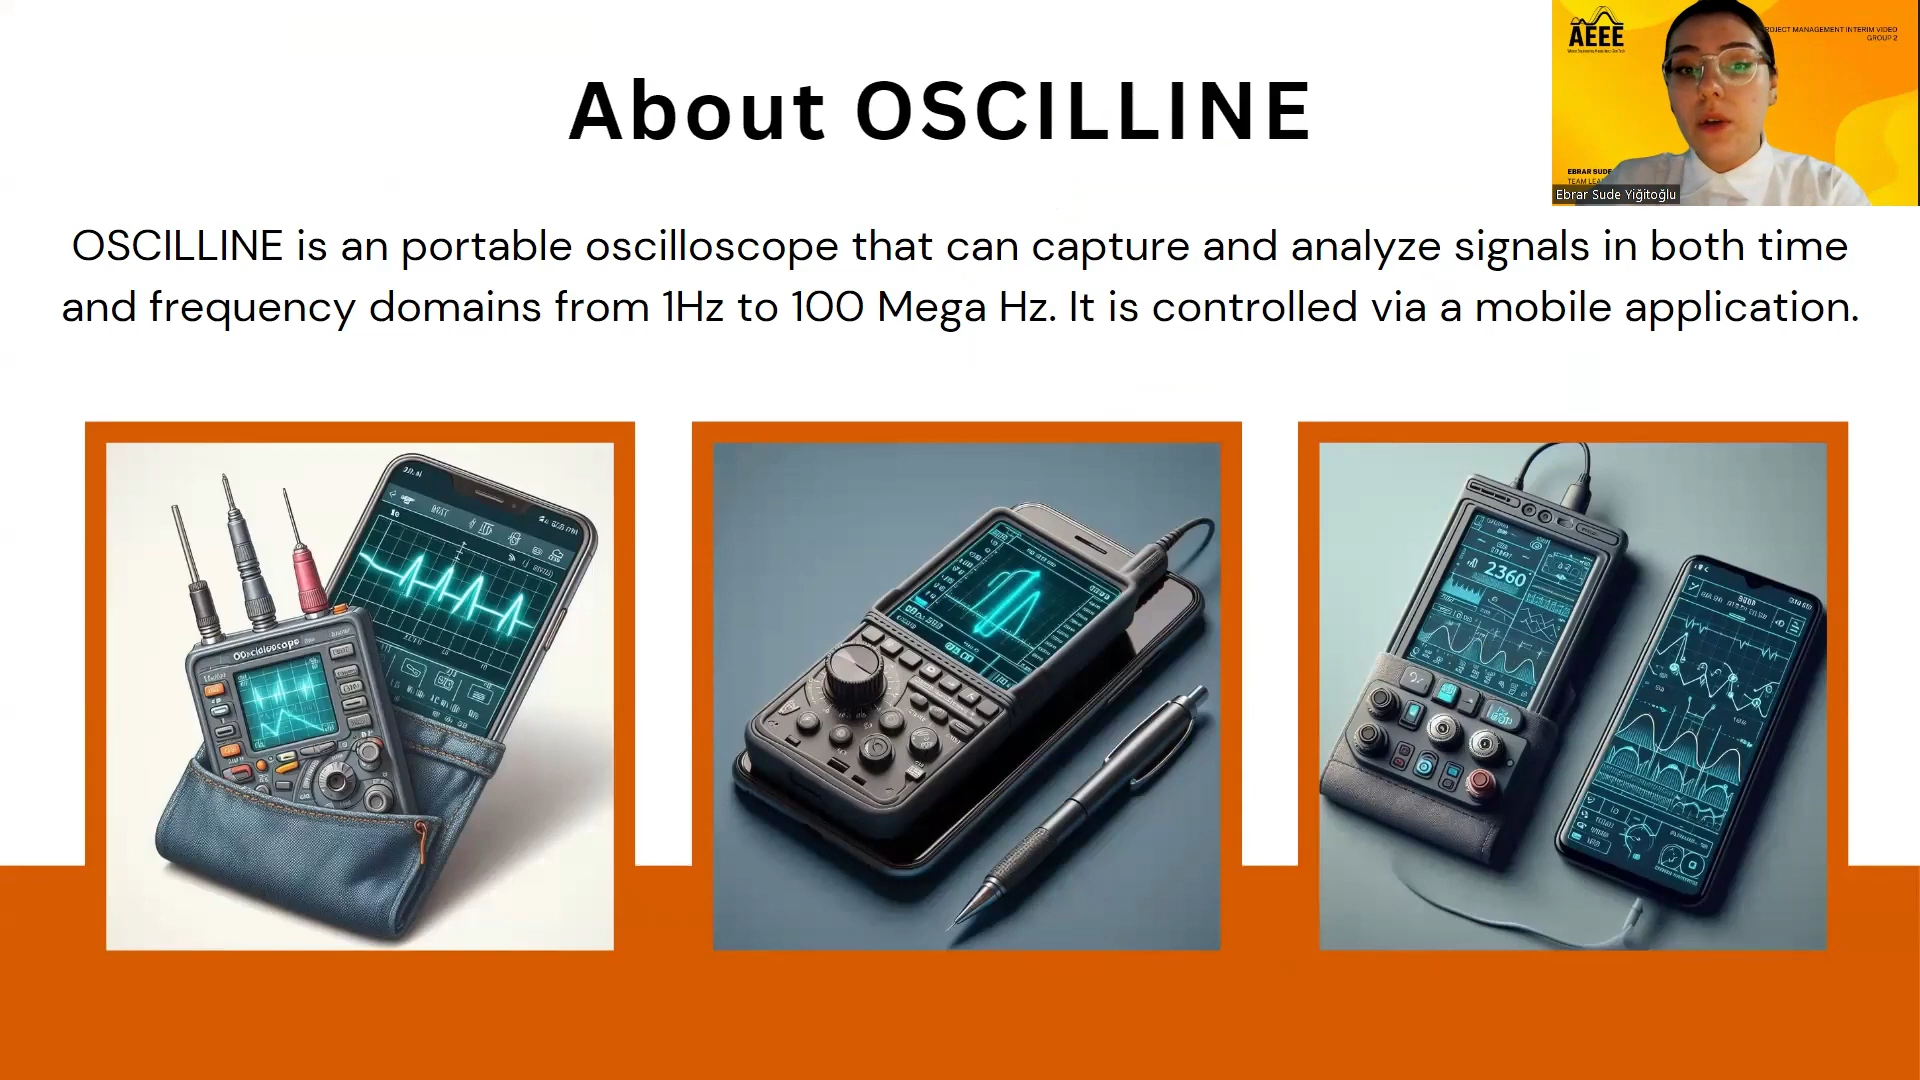 About OSCILLINE
AEEE
PROJECT MANAGEMENT INTERIM VIDEO
GROUP 2
EBRAR SUDE
Ebrar Sude Yiğitoğlu
OSCILLINE is an portable oscilloscope that can capture and analyze signals in both time
and frequency domains from 1Hz to 100 Mega Hz. It is controlled via a mobile application.
2360